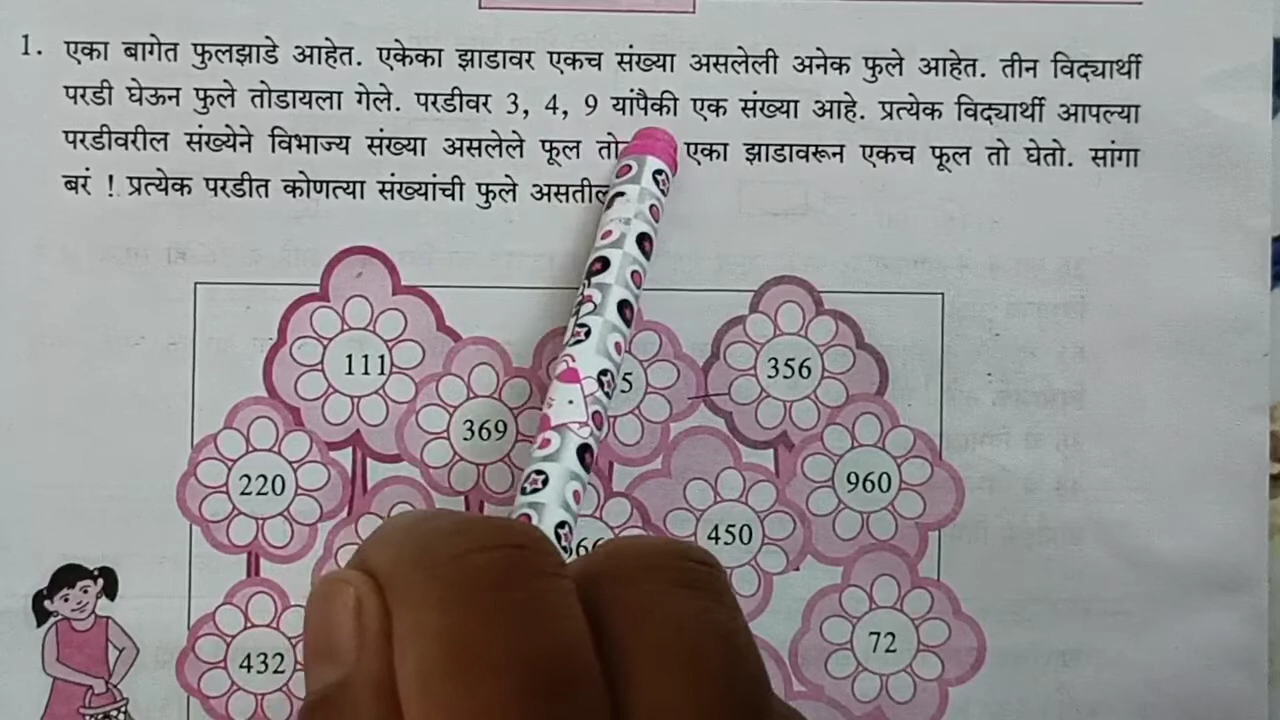 1. एका बागेत फुलझाडे आहेत. एकेका झाडावर एकच संख्या असलेली अनेक फुले आहेत. तीन विद्यार्थी
परडी घेऊन फुले तोडायला गेले. परडीवर 3, 4, 9 यांपैकी एक संख्या आहे. प्रत्येक विद्यार्थी आपल्या
परडीवरील संख्येने विभाज्य संख्या असलेले फूल एका झाडावरून एकच फूल तो घेतो. सांगा
बरं ! प्रत्येक परडीत कोणत्या संख्यांची फुले
111
356
369
220
960
450
432
72